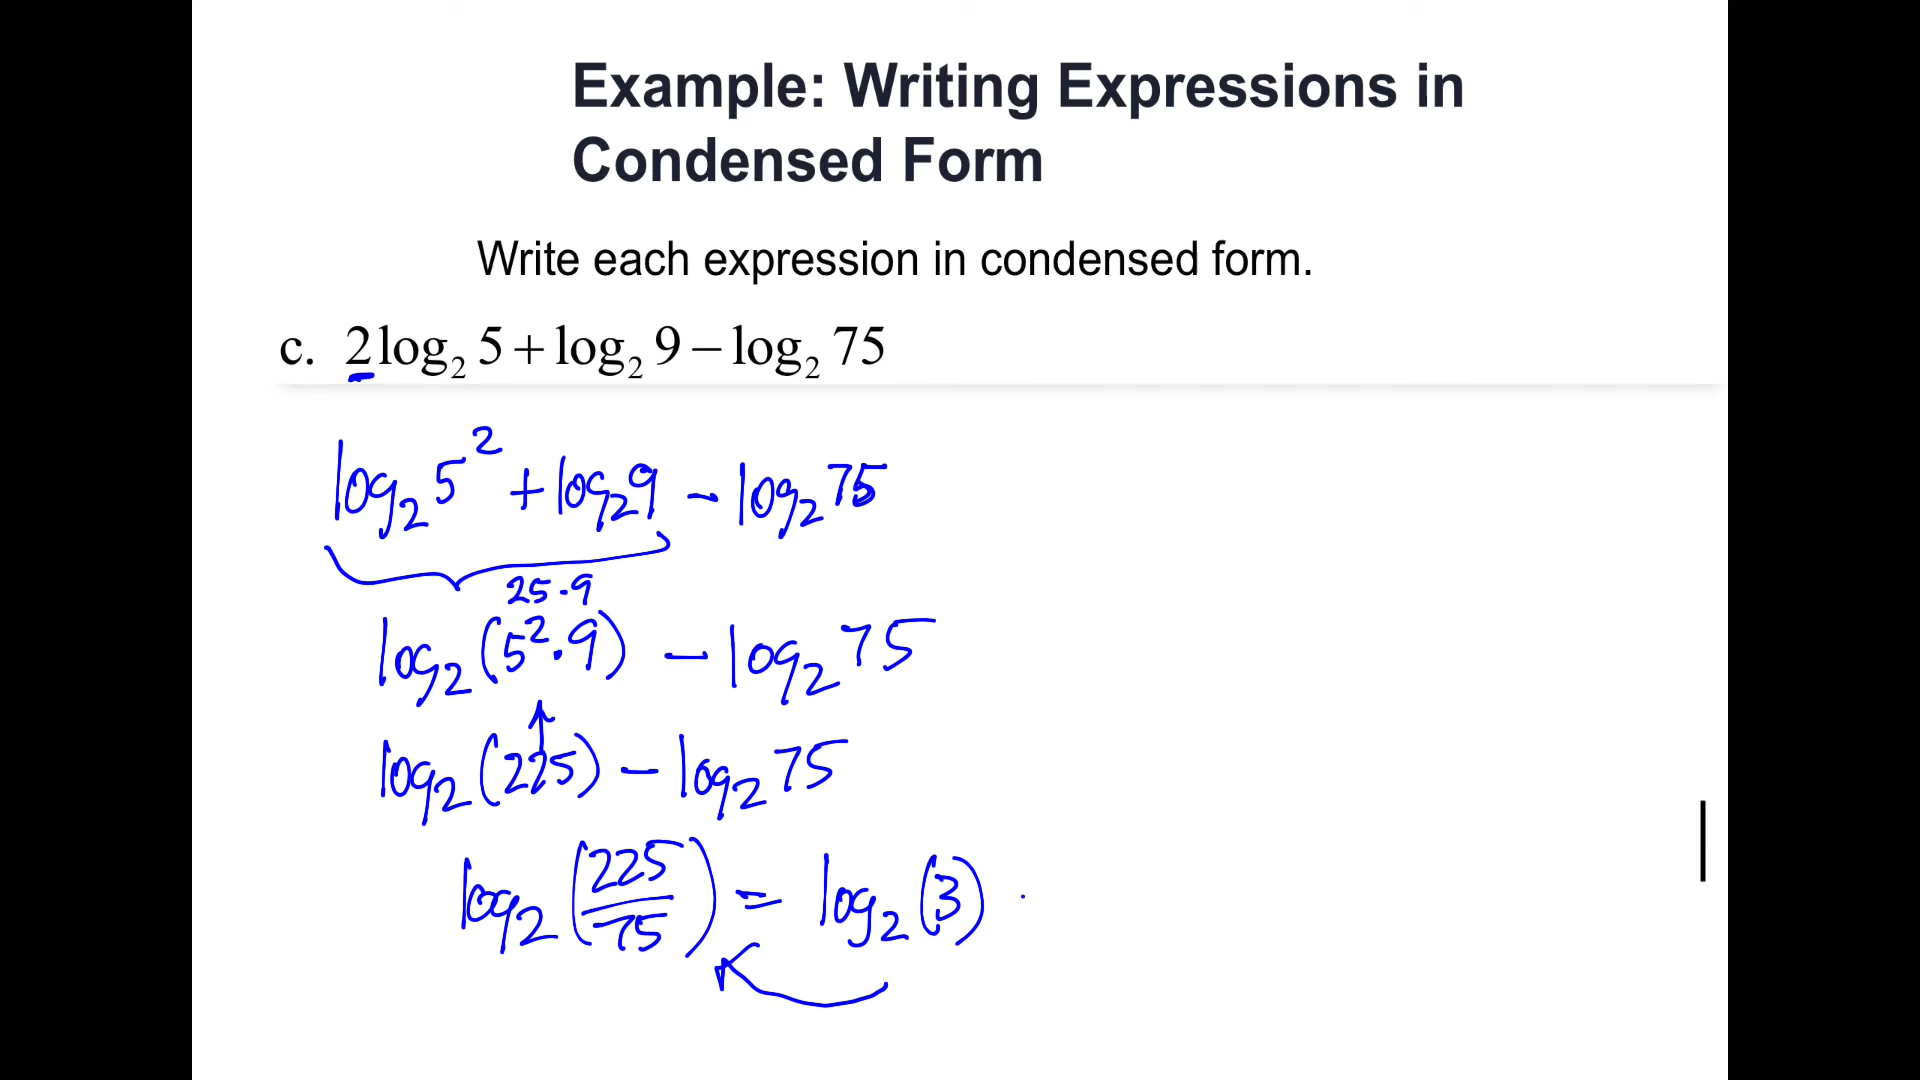 Example: Writing Expressions in
Condensed Form
Write each expression in condensed form.
c. 2log₂ 5 + log₂ 9 − log₂ 75
log₂ 5² + log₂ 9 − log₂ 75
25 · 9
log₂ (5² · 9) − log₂ 75
log₂ (225) − log₂ 75
log₂ (225/75) = log₂ (3)